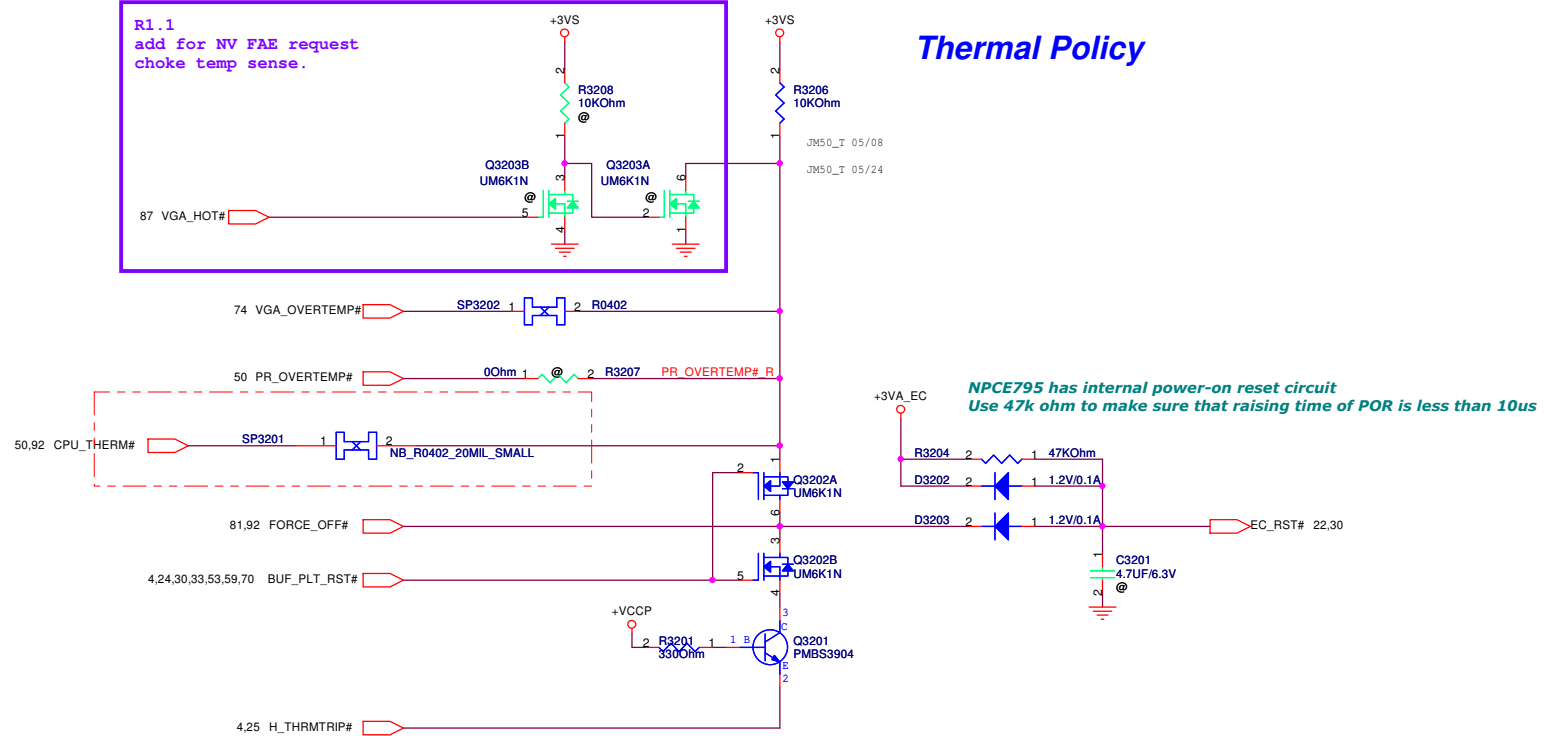 R1.1
add for NV FAE request
choke temp sense.
+3VS
+3VS
Thermal Policy
2
R3208
10KOhm
@
1
2
R3206
10KOhm
1
JM50_T 05/08
JM50_T 05/24
Q3203B
UM6K1N
@
3
5
4
Q3203A
UM6K1N
@
6
2
1
87 VGA_HOT#
74 VGA_OVERTEMP#
SP3202 1 2 R0402
50 PR_OVERTEMP#
0Ohm 1 @ 2 R3207 PR_OVERTEMP#_R
50,92 CPU_THERM#
SP3201 1 2
NB_R0402_20MIL_SMALL
NPCE795 has internal power-on reset circuit
Use 47k ohm to make sure that raising time of POR is less than 10us
+3VA_EC
R3204 2 1 47KOhm
D3202 2 1 1.2V/0.1A
D3203 2 1 1.2V/0.1A
1
2
Q3202A
UM6K1N
6
81,92 FORCE_OFF#
EC_RST# 22,30
3
Q3202B
UM6K1N
5
4
4,24,30,33,53,59,70 BUF_PLT_RST#
1
C3201
4.7UF/6.3V
@
2
+VCCP
2 R3201 1
330Ohm
1 B
3
C
Q3201
PMBS3904
E
2
4,25 H_THRMTRIP#